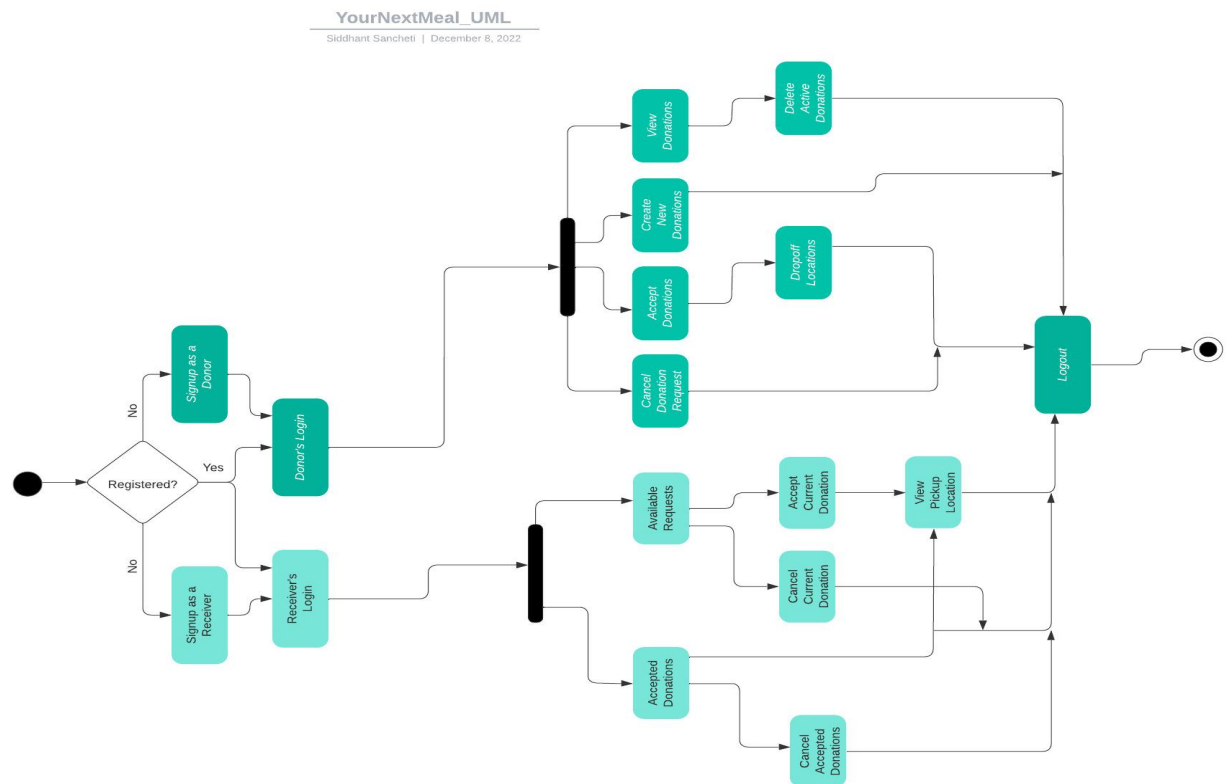 YourNextMeal_UML
Siddhant Sancheti | December 8, 2022
Registered?
No
Yes
No
Signup as a
Donor
Donor's Login
Signup as a
Receiver
Receiver's
Login
View
Donations
Delete
Active
Donations
Create
New
Donations
Accept
Donations
Dropoff
Locations
Cancel
Donation
Request
Logout
Available
Requests
Accept
Current
Donation
View
Pickup
Location
Cancel
Current
Donation
Accepted
Donations
Cancel
Accepted
Donations